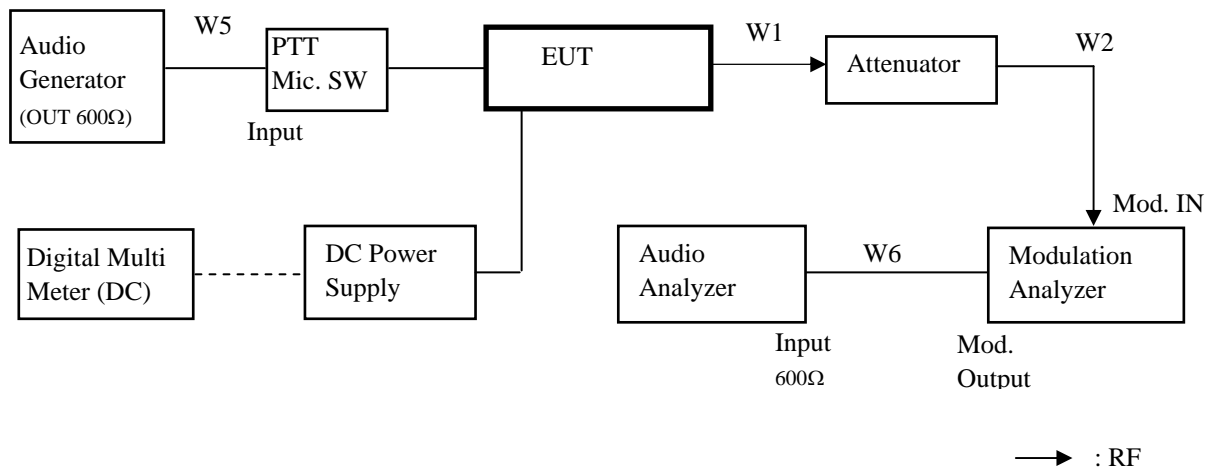 W5
Audio
Generator
(OUT 600Ω)
PTT
Mic. SW
Input
EUT
W1
Attenuator
W2
Mod. IN
Digital Multi
Meter (DC)
DC Power
Supply
Audio
Analyzer
W6
Modulation
Analyzer
Input
600Ω
Mod.
Output
: RF